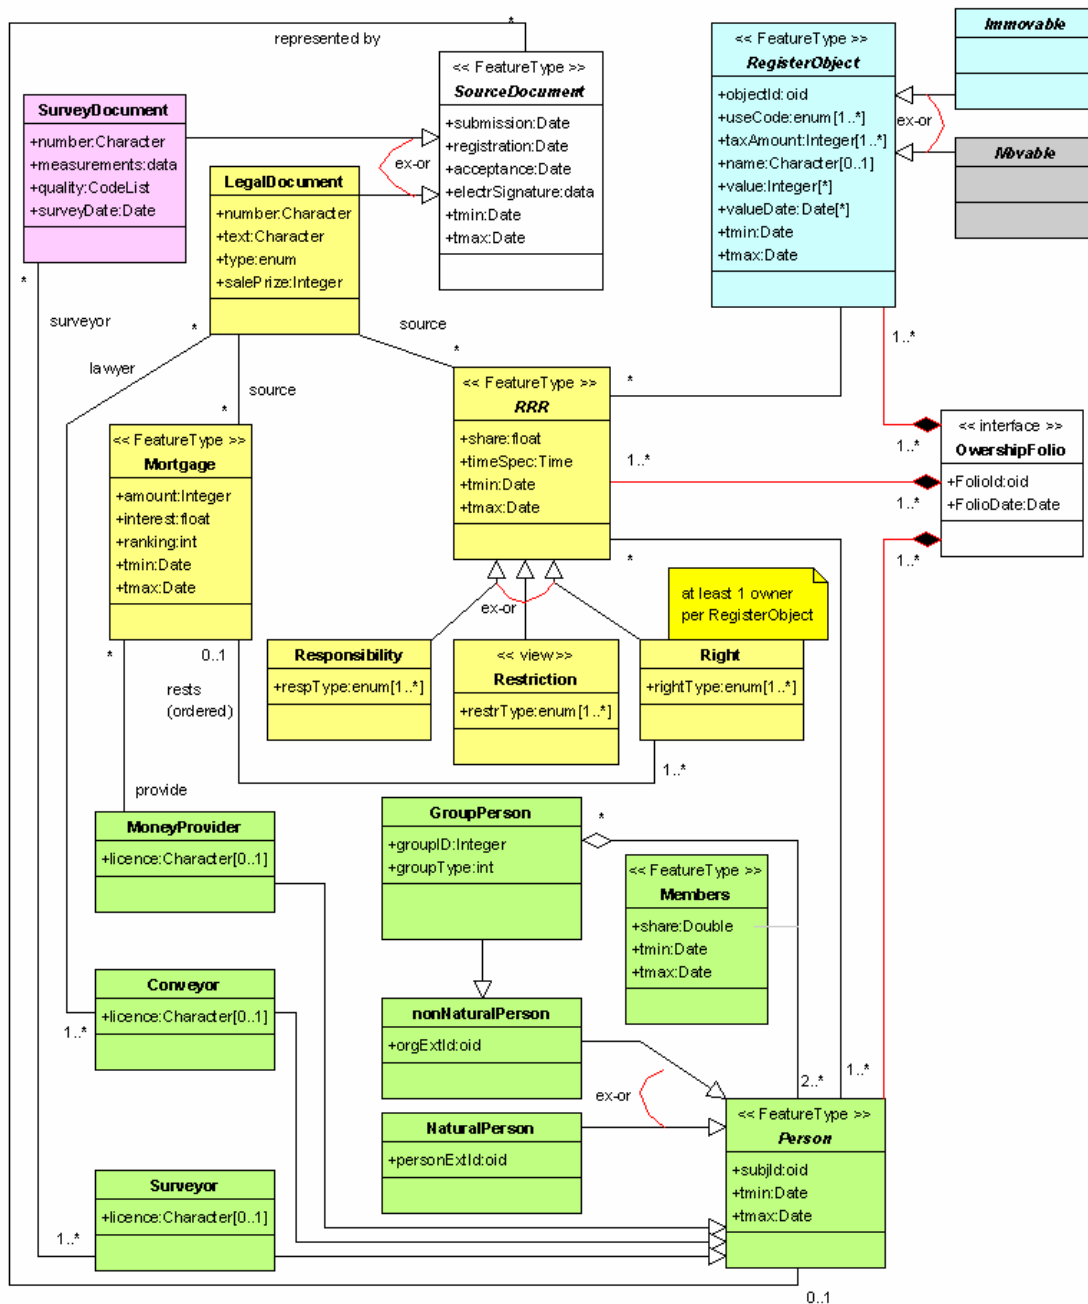 represented by
*
<< FeatureType >>
SourceDocument
+submission:Date
+registration:Date
+acceptance:Date
+electrSignature:data
+tmin:Date
+tmax:Date
<< FeatureType >>
RegisterObject
+objectId:oid
+useCode:enum[1..*]
+taxAmount:Integer[1..*]
+name:Character[0..1]
+value:Integer[*]
+valueDate:Date[*]
+tmin:Date
+tmax:Date
Immovable
ex-or
Movable
SurveyDocument
+number:Character
+measurements:data
+quality:CodeList
+surveyDate:Date
ex-or
LegalDocument
+number:Character
+text:Character
+type:enum
+salePrize:Integer
*
surveyor
*
lawyer
source
*
source
*
1..*
<< FeatureType >>
RRR
+share:float
+timeSpec:Time
+tmin:Date
+tmax:Date
*
1..*
*
<< interface >>
OwershipFolio
+FolioId:oid
+FolioDate:Date
1..*
1..*
1..*
<< FeatureType >>
Mortgage
+amount:Integer
+interest:float
+ranking:int
+tmin:Date
+tmax:Date
*
0..1
rests
(ordered)
ex-or
at least 1 owner
per RegisterObject
Responsibility
+respType:enum[1..*]
<< view>>
Restriction
+restrType:enum[1..*]
Right
+rightType:enum[1..*]
1..*
provide
MoneyProvider
+licence:Character[0..1]
GroupPerson
+groupID:Integer
+groupType:int
*
<< FeatureType >>
Members
+share:Double
+tmin:Date
+tmax:Date
Conveyor
+licence:Character[0..1]
1..*
nonNaturalPerson
+orgExtId:oid
ex-or
2..*
1..*
NaturalPerson
+personExtId:oid
<< FeatureType >>
Person
+subjId:oid
+tmin:Date
+tmax:Date
Surveyor
+licence:Character[0..1]
1..*
0..1